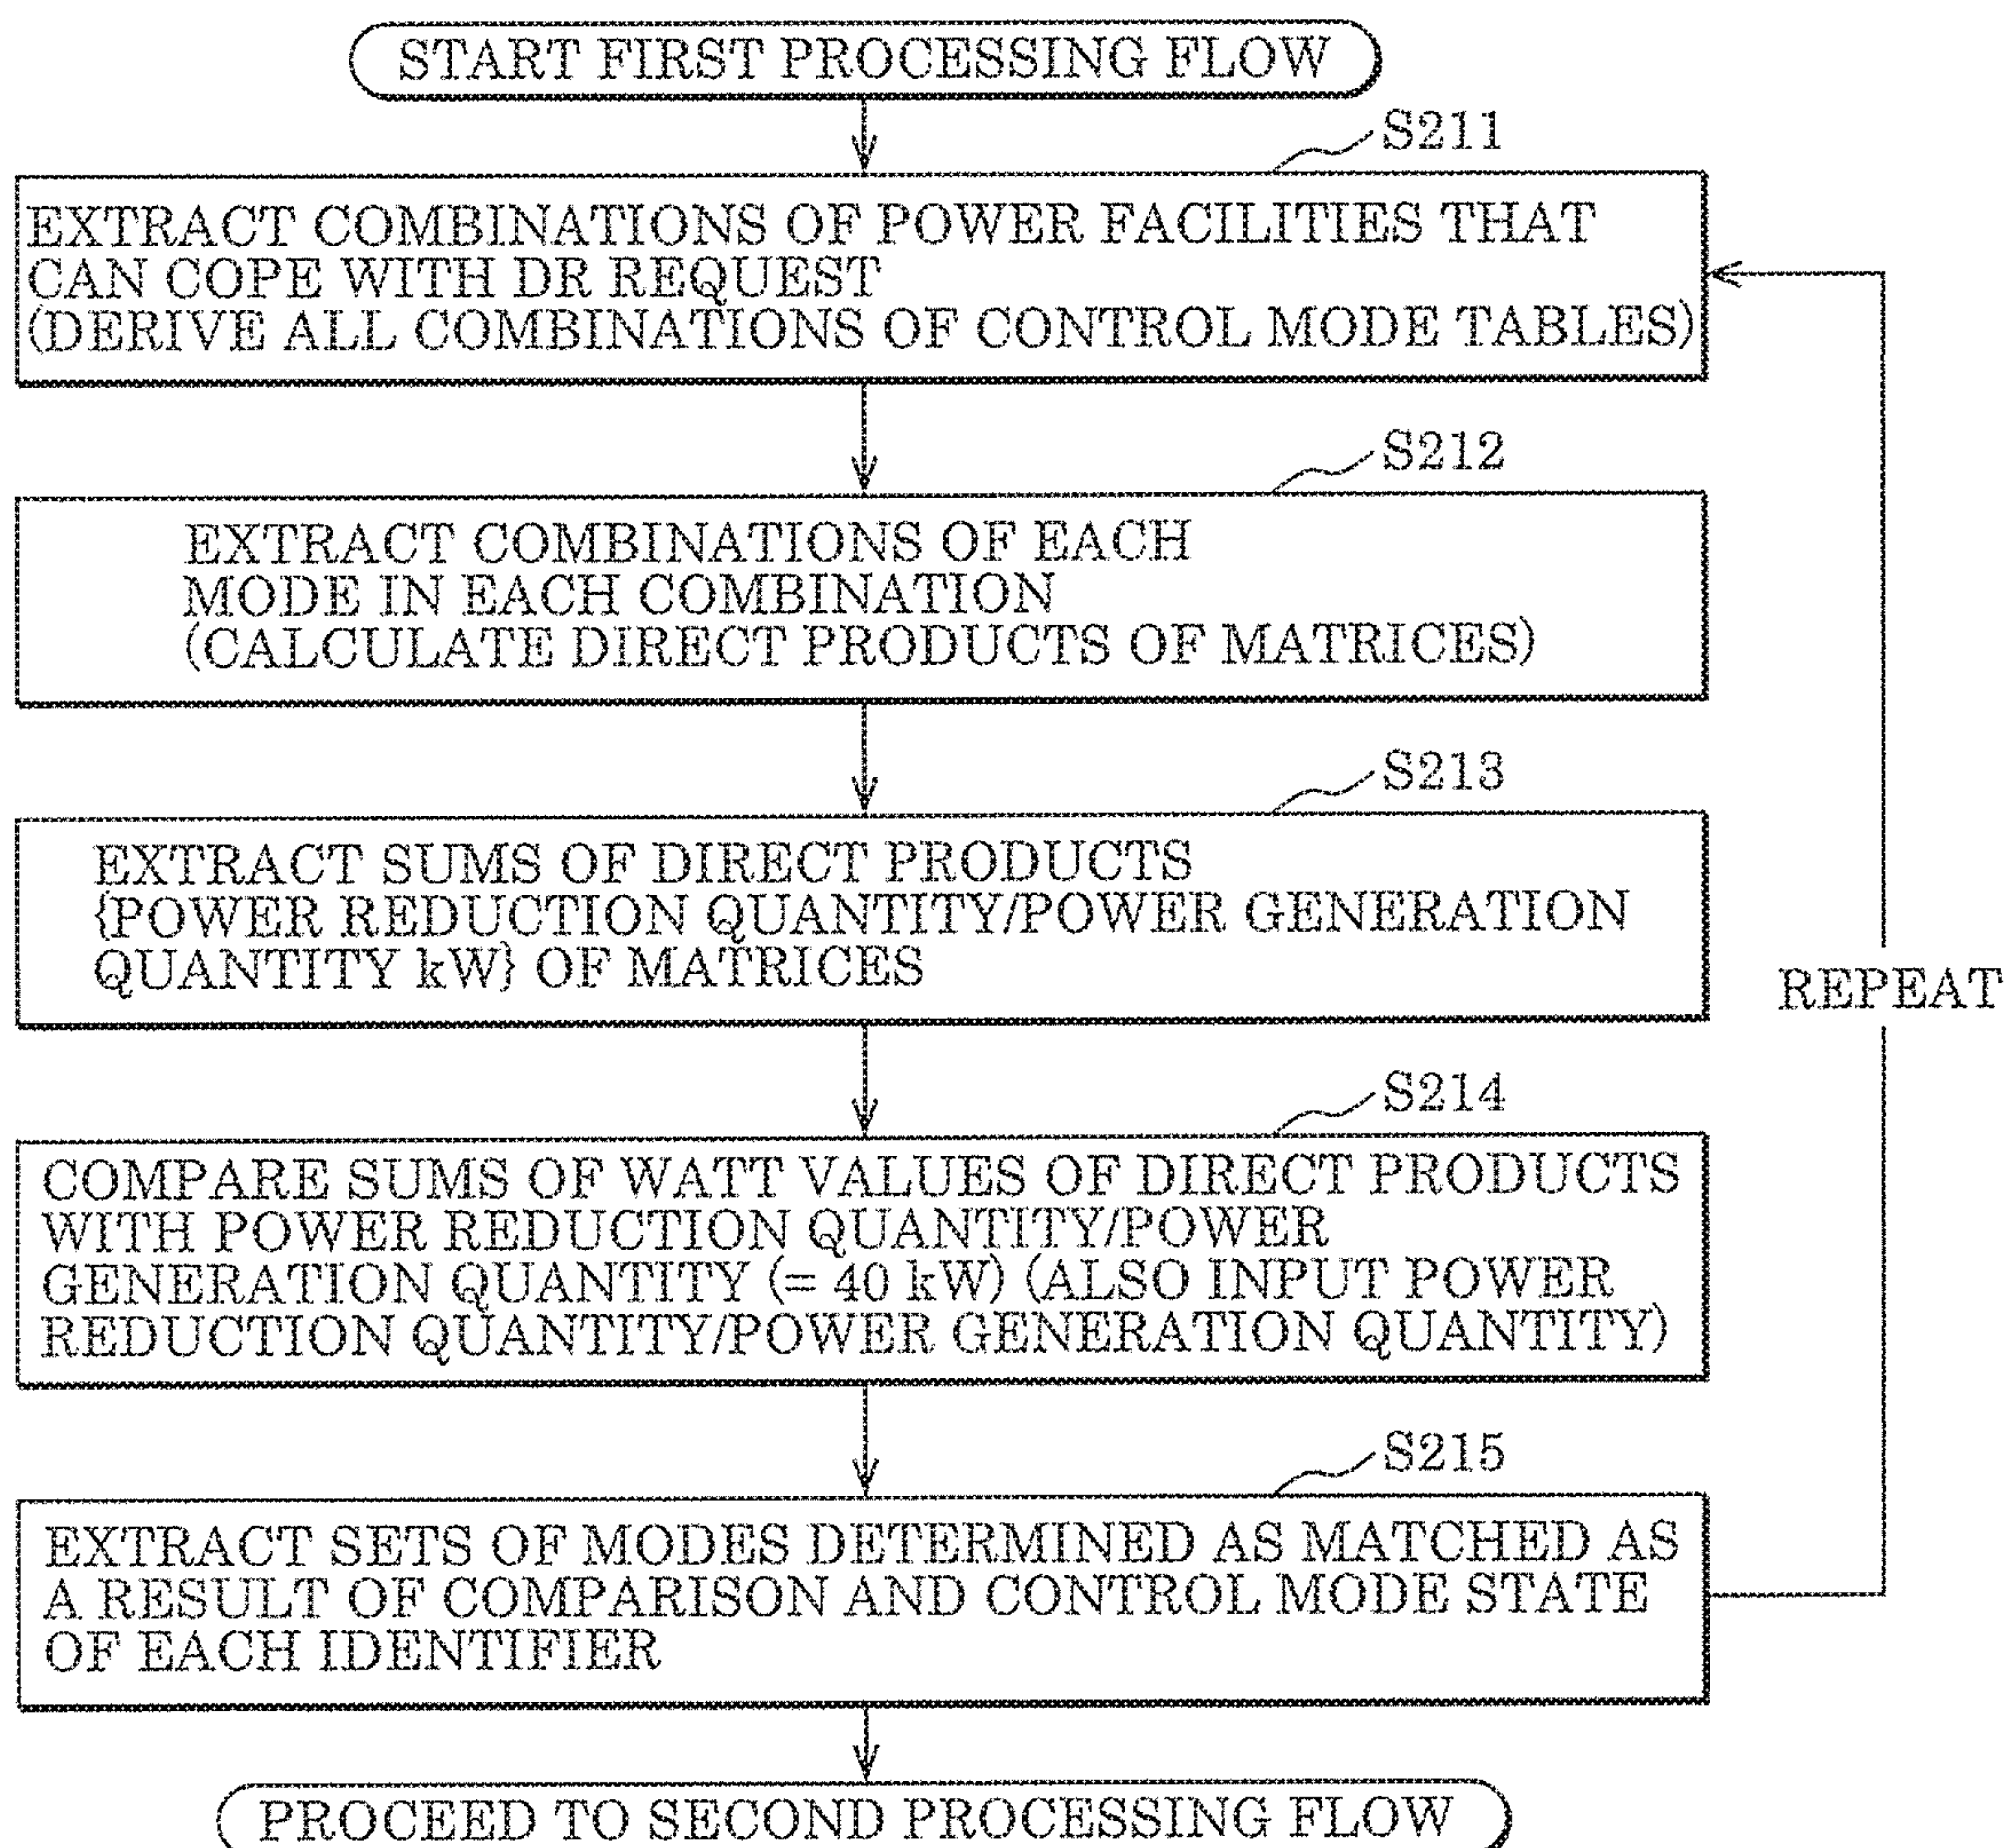 START FIRST PROCESSING FLOW
S211
EXTRACT COMBINATIONS OF POWER FACILITIES THAT
CAN COPE WITH DR REQUEST
(DERIVE ALL COMBINATIONS OF CONTROL MODE TABLES)
S212
EXTRACT COMBINATIONS OF EACH
MODE IN EACH COMBINATION
(CALCULATE DIRECT PRODUCTS OF MATRICES)
S213
EXTRACT SUMS OF DIRECT PRODUCTS
{POWER REDUCTION QUANTITY/POWER GENERATION
QUANTITY kW} OF MATRICES
REPEAT
S214
COMPARE SUMS OF WATT VALUES OF DIRECT PRODUCTS
WITH POWER REDUCTION QUANTITY/POWER
GENERATION QUANTITY (= 40 kW) (ALSO INPUT POWER
REDUCTION QUANTITY/POWER GENERATION QUANTITY)
S215
EXTRACT SETS OF MODES DETERMINED AS MATCHED AS
A RESULT OF COMPARISON AND CONTROL MODE STATE
OF EACH IDENTIFIER
PROCEED TO SECOND PROCESSING FLOW